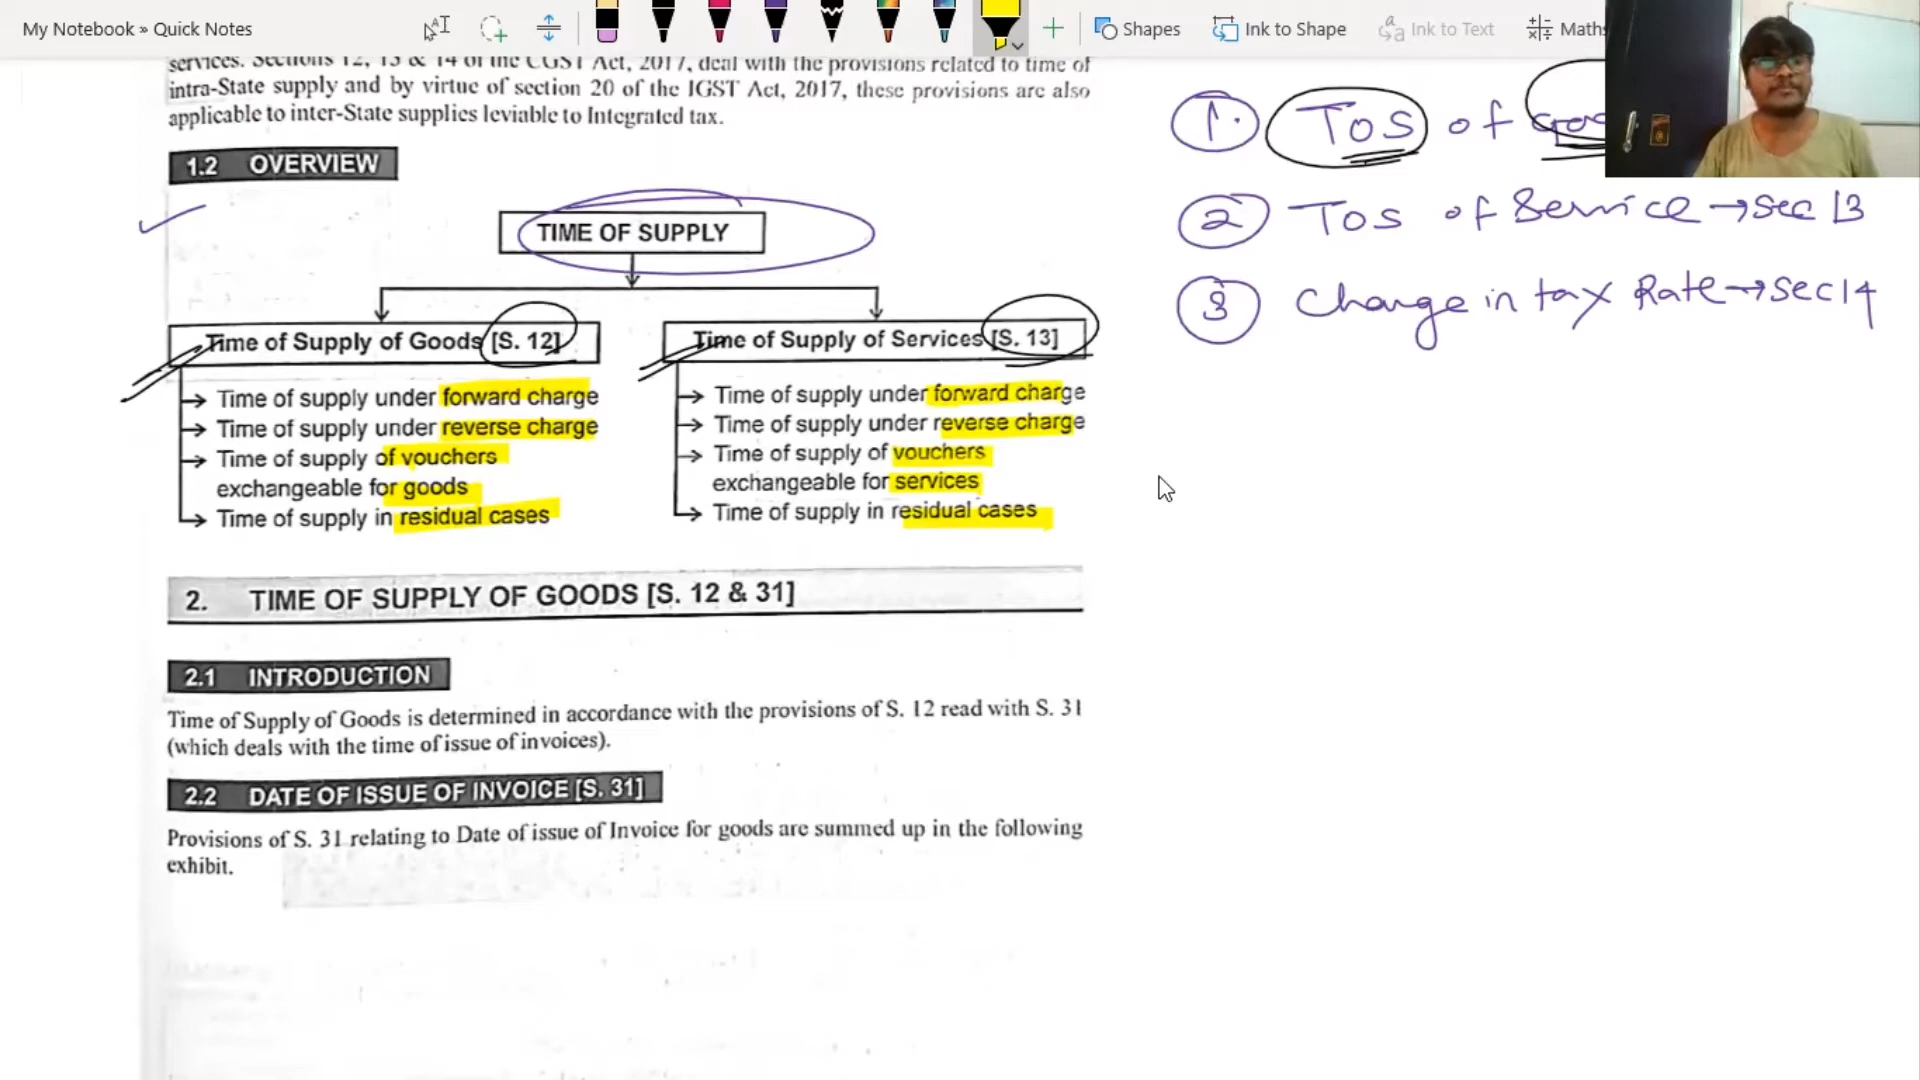 My Notebook » Quick Notes
Shapes
Ink to Shape
Ink to Text
Maths
services. Sections 12, 13 & 14 of the CGST Act, 2017, deal with the provisions related to time of
intra-State supply and by virtue of section 20 of the IGST Act, 2017, these provisions are also
applicable to inter-State supplies leviable to Integrated tax.
1.2 OVERVIEW
TIME OF SUPPLY
Time of Supply of Goods [S. 12]
Time of supply under forward charge
Time of supply under reverse charge
Time of supply of vouchers
exchangeable for goods
Time of supply in residual cases
Time of Supply of Services [S. 13]
Time of supply under forward charge
Time of supply under reverse charge
Time of supply of vouchers
exchangeable for services
Time of supply in residual cases
2. TIME OF SUPPLY OF GOODS [S. 12 & 31]
2.1 INTRODUCTION
Time of Supply of Goods is determined in accordance with the provisions of S. 12 read with S. 31
(which deals with the time of issue of invoices).
2.2 DATE OF ISSUE OF INVOICE [S. 31]
Provisions of S. 31 relating to Date of issue of Invoice for goods are summed up in the following
exhibit.
1. TOS of
2 TOS of Service → sec 13
3 Change in tax Rate → sec 14